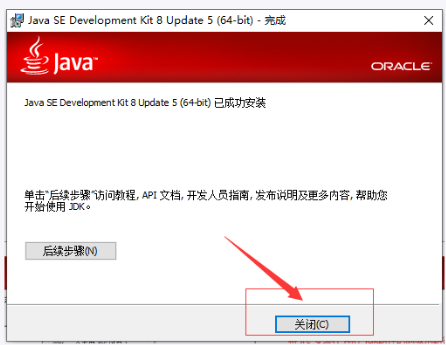 Java SE Development Kit 8 Update 5 (64-bit) - 完成
Java
ORACLE
Java SE Development Kit 8 Update 5 (64-bit) 已成功安装
单击“后续步骤”访问教程, API 文档, 开发人员指南, 发布说明及更多内容, 帮助您
开始使用 JDK。
后续步骤(N)
关闭(C)